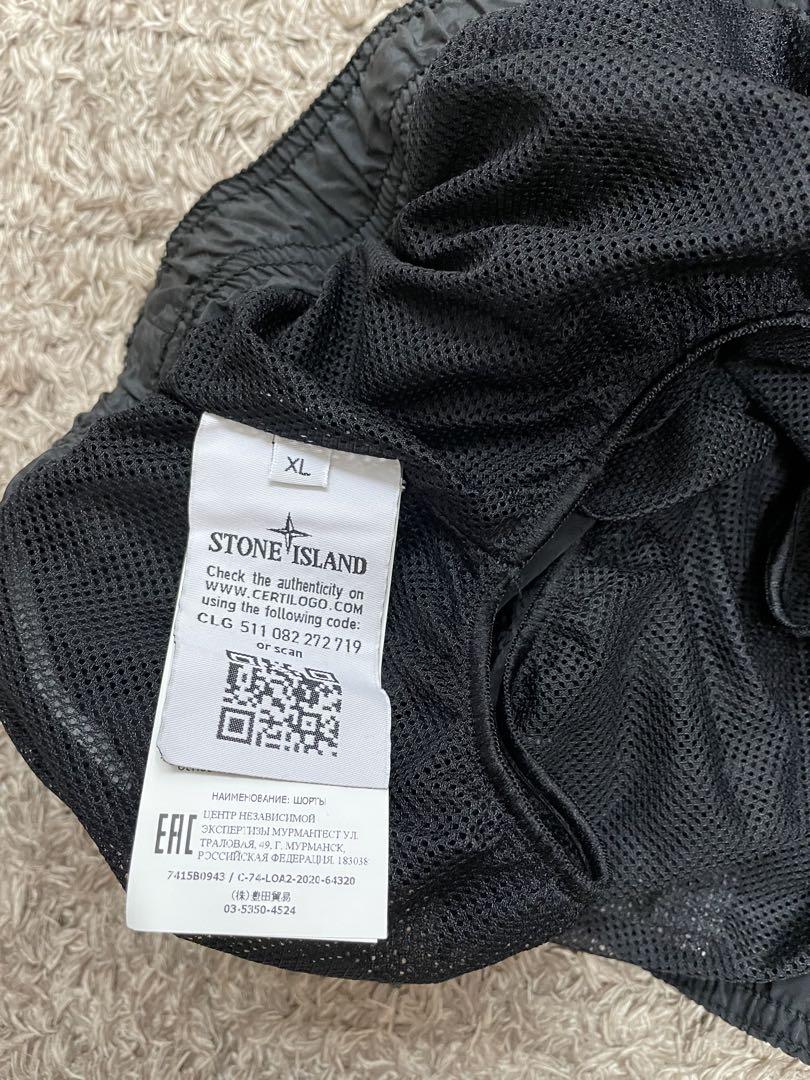 XL
STONE ISLAND
Check the authenticity on
WWW.CERTILOGO.COM
using the following code:
CLG 511 082 272 719
or scan
НАИМЕНОВАНИЕ: ШОРТЫ
EAC
ЦЕНТР НЕЗАВИСИМОЙ
ЭКСПЕРТИЗЫ МУРМАНТЕСТ УЛ.
ТРАЛОВАЯ, 49, Г. МУРМАНСК,
РОССИЙСКАЯ ФЕДЕРАЦИЯ, 183038
7415B0943 / C-74-LOA2-2020-64320
(株)豊田貿易
03-5350-4524